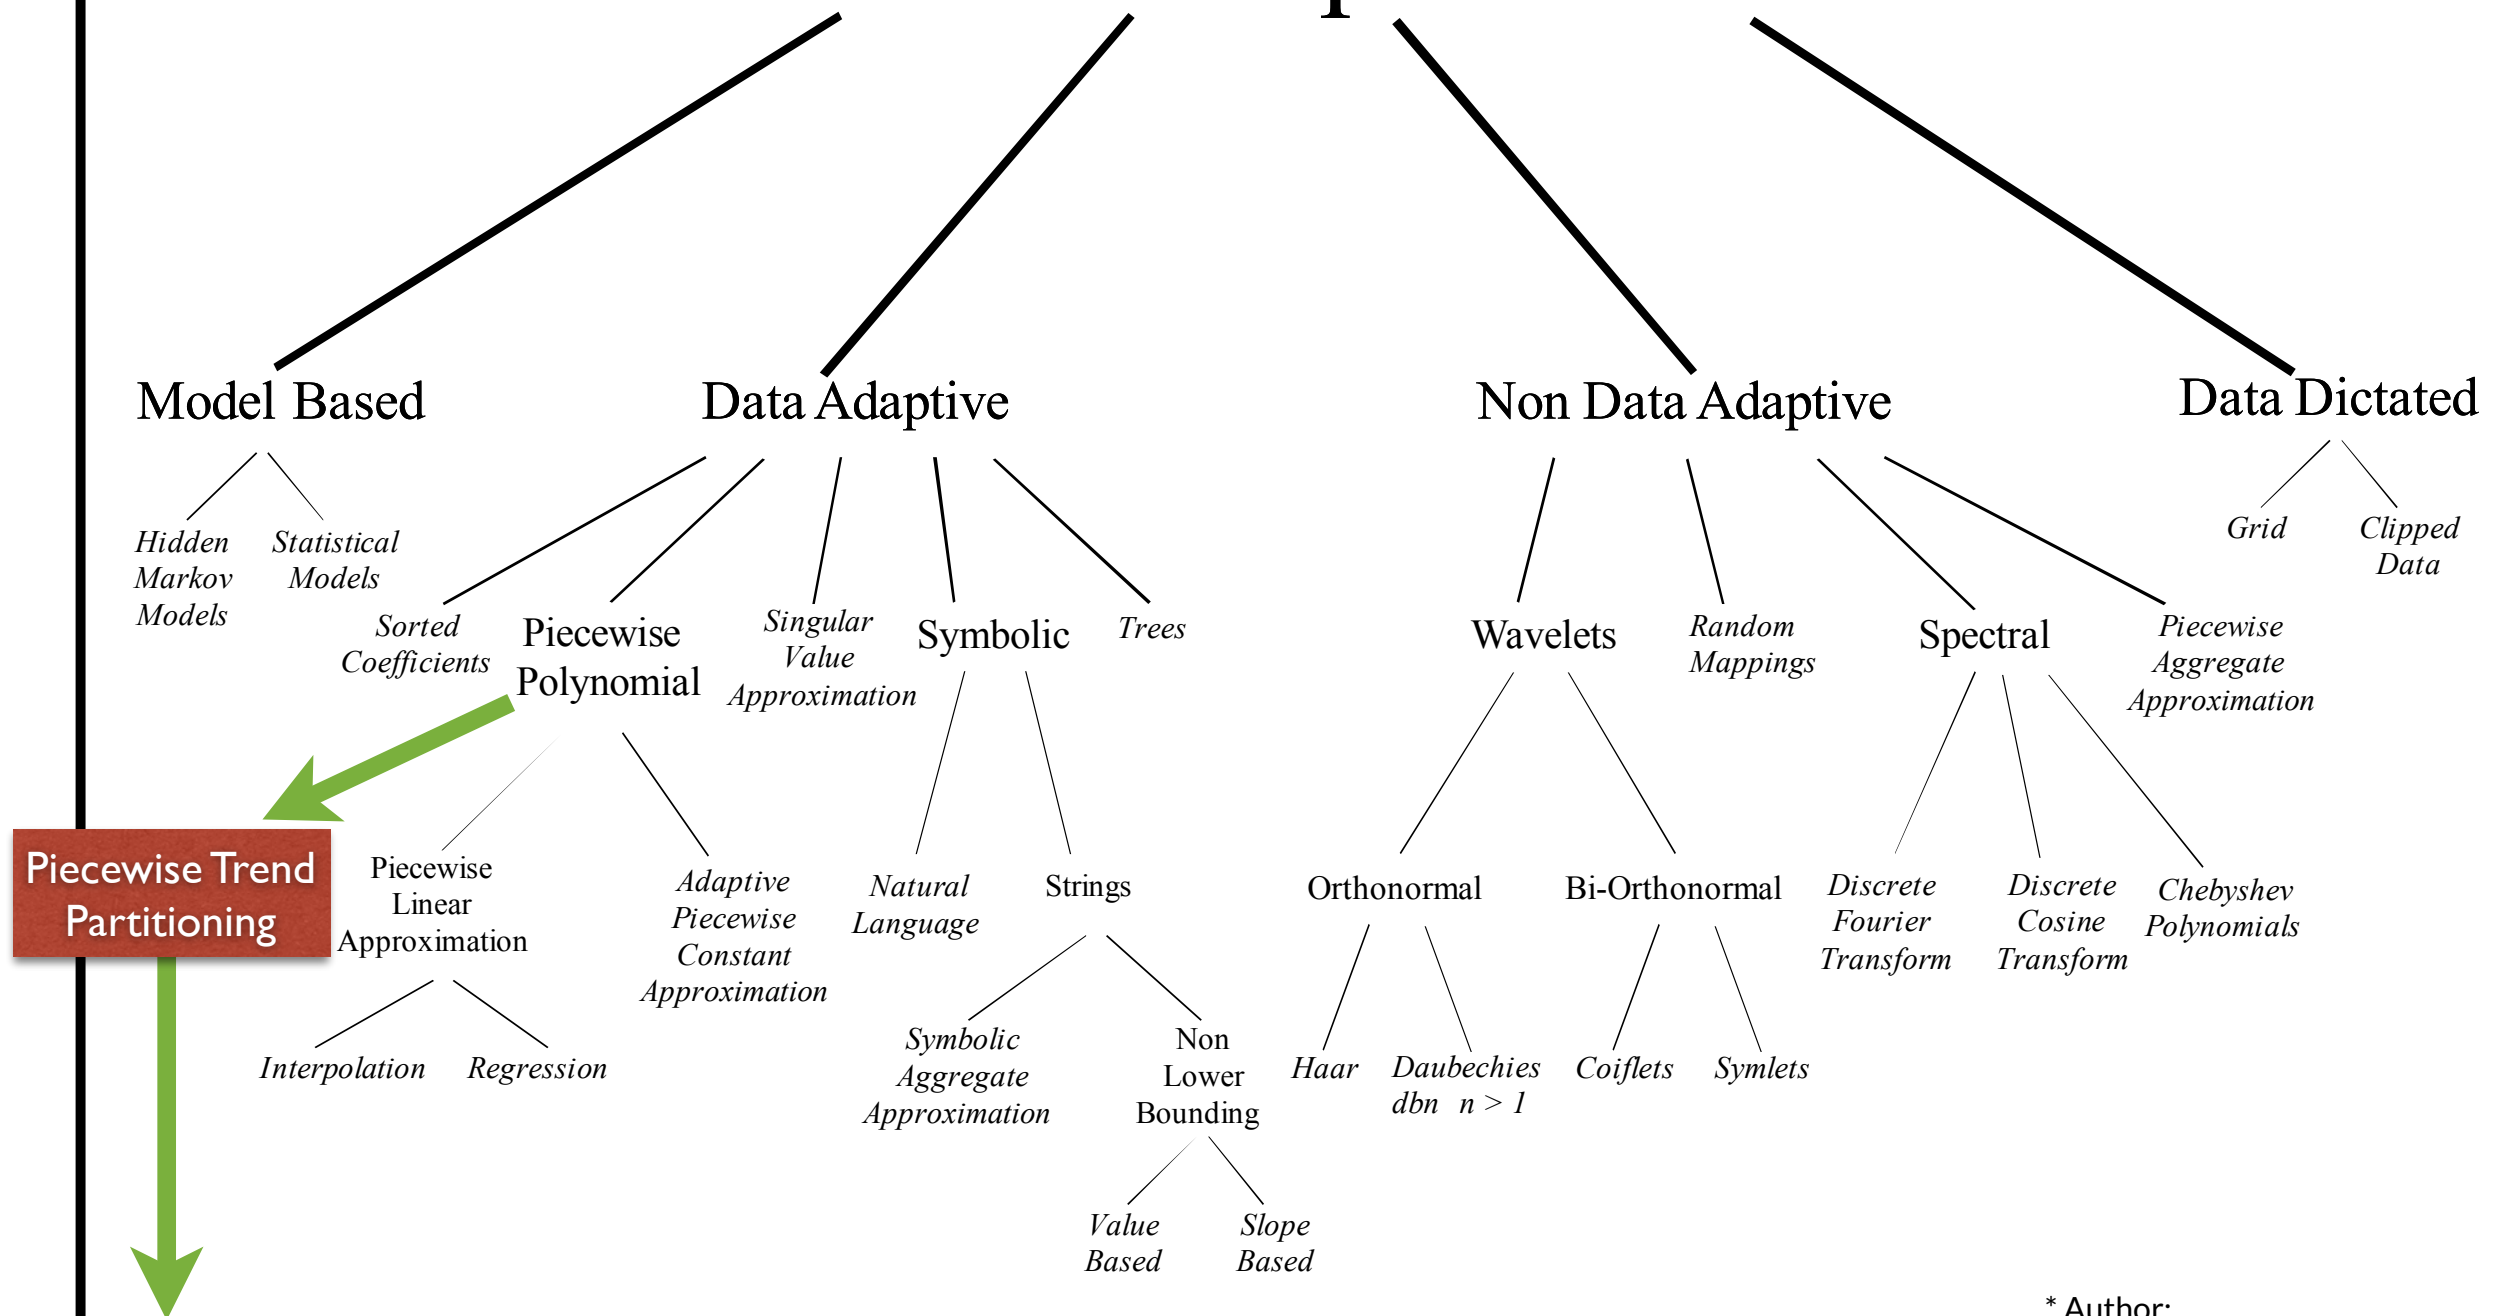 Model Based
Data Adaptive
Non Data Adaptive
Data Dictated
Hidden
Markov
Models
Statistical
Models
Grid
Clipped
Data
Sorted
Coefficients
Piecewise
Polynomial
Singular
Value
Approximation
Symbolic
Trees
Wavelets
Random
Mappings
Spectral
Piecewise
Aggregate
Approximation
Piecewise Trend
Partitioning
Piecewise
Linear
Approximation
Adaptive
Piecewise
Constant
Approximation
Natural
Language
Strings
Orthonormal
Bi-Orthonormal
Discrete
Fourier
Transform
Discrete
Cosine
Transform
Chebyshev
Polynomials
Interpolation
Regression
Symbolic
Aggregate
Approximation
Non
Lower
Bounding
Haar
Daubechies
dbn n > 1
Coiflets
Symlets
Value
Based
Slope
Based
* Author: